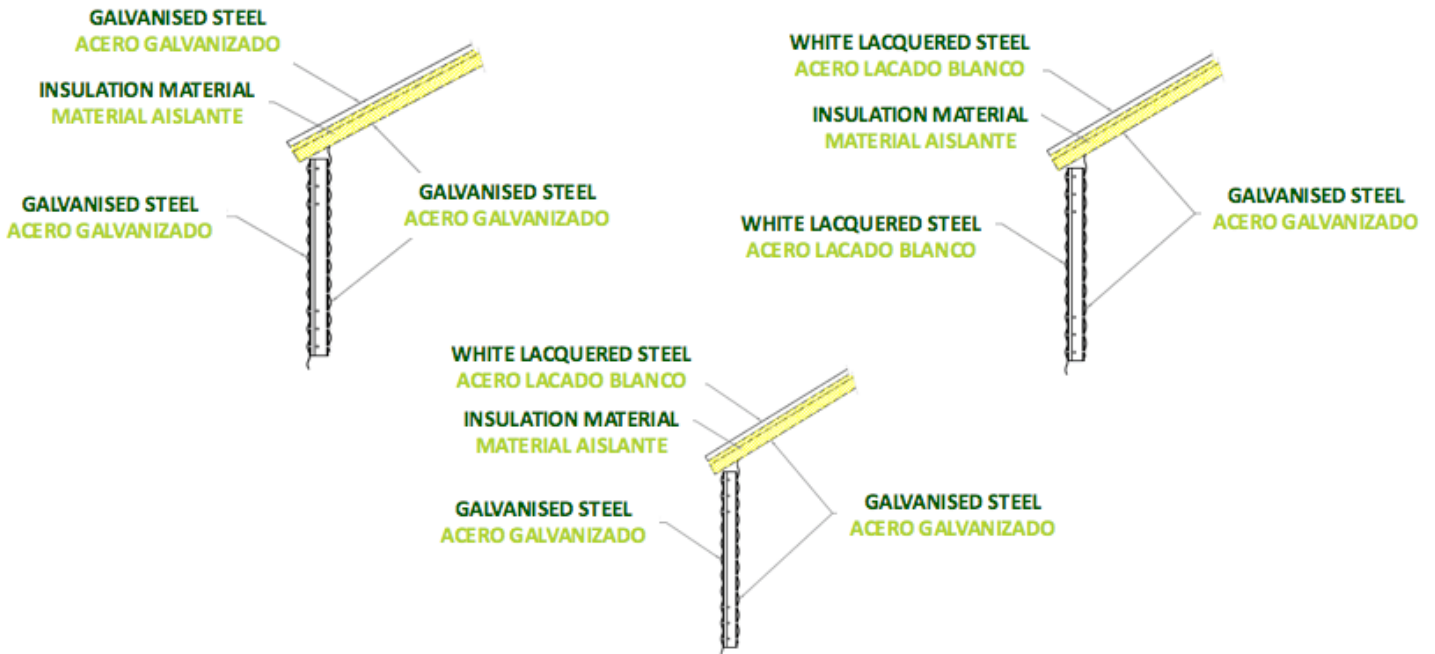 GALVANISED STEEL
ACERO GALVANIZADO
INSULATION MATERIAL
MATERIAL AISLANTE
GALVANISED STEEL
ACERO GALVANIZADO
GALVANISED STEEL
ACERO GALVANIZADO
WHITE LACQUERED STEEL
ACERO LACADO BLANCO
INSULATION MATERIAL
MATERIAL AISLANTE
WHITE LACQUERED STEEL
ACERO LACADO BLANCO
GALVANISED STEEL
ACERO GALVANIZADO
WHITE LACQUERED STEEL
ACERO LACADO BLANCO
INSULATION MATERIAL
MATERIAL AISLANTE
GALVANISED STEEL
ACERO GALVANIZADO
GALVANISED STEEL
ACERO GALVANIZADO